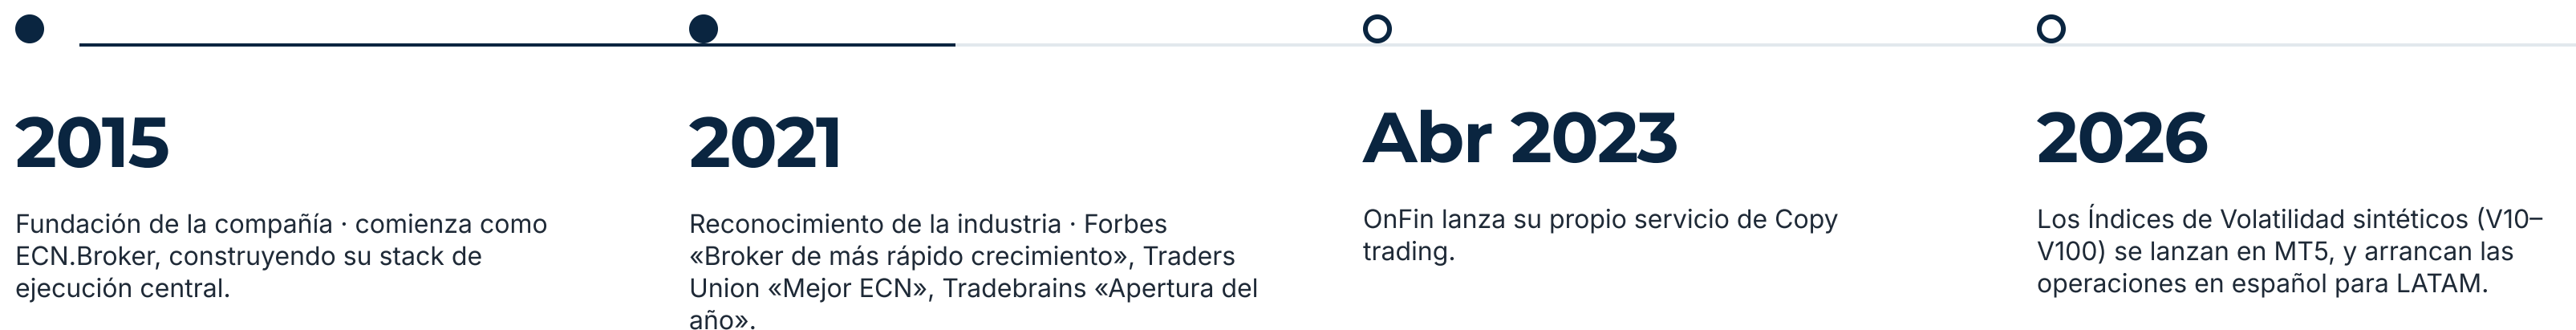 2015
Fundación de la compañía · comienza como
ECN.Broker, construyendo su stack de
ejecución central.
2021
Reconocimiento de la industria · Forbes
«Broker de más rápido crecimiento», Traders
Union «Mejor ECN», Tradebrains «Apertura del
año».
Abr 2023
OnFin lanza su propio servicio de Copy
trading.
2026
Los Índices de Volatilidad sintéticos (V10–
V100) se lanzan en MT5, y arrancan las
operaciones en español para LATAM.